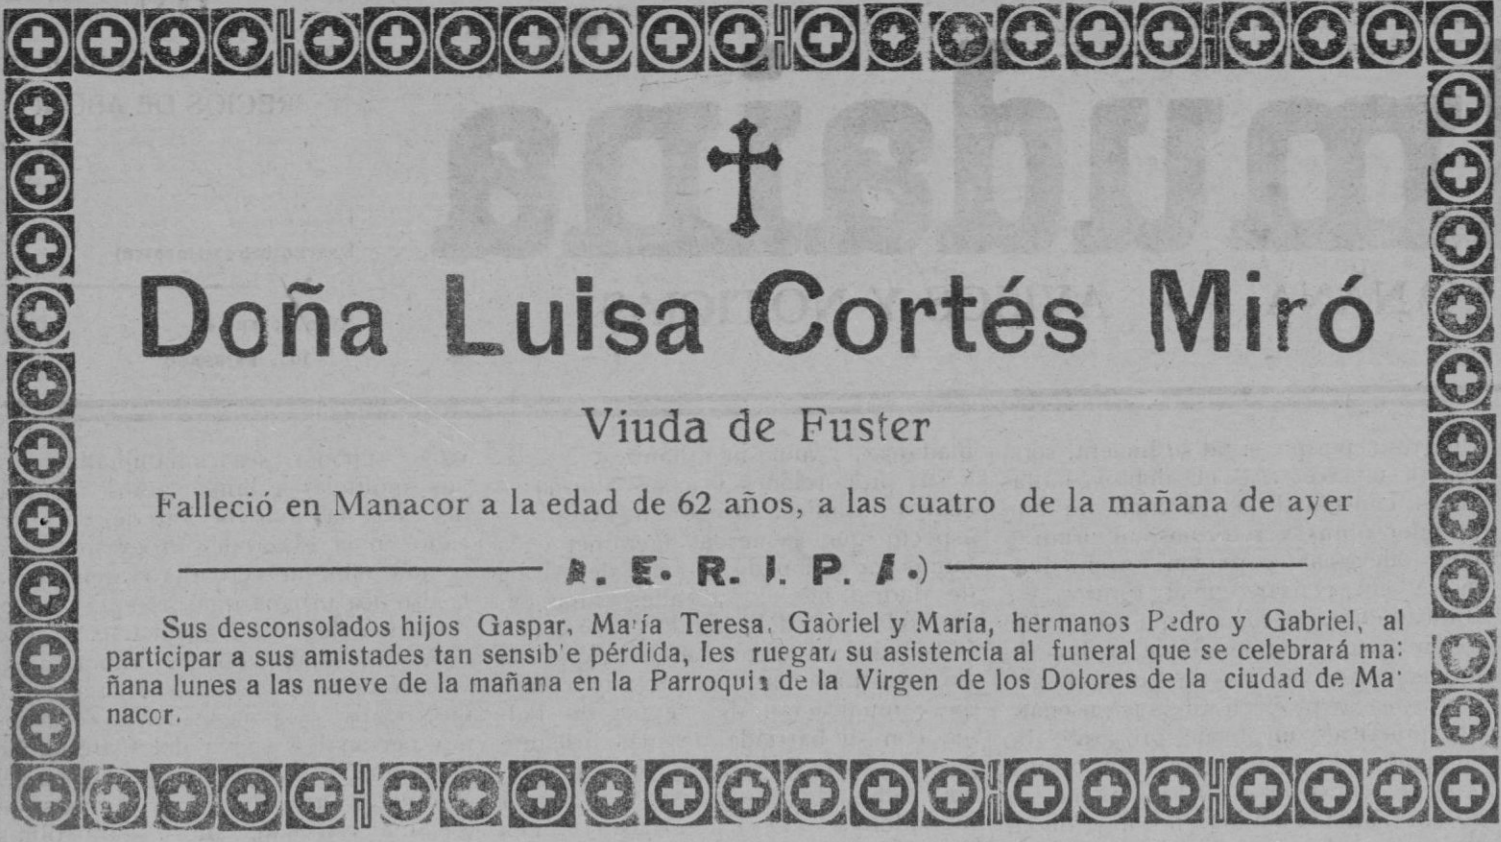 Doña Luisa Cortés Miró
Viuda de Fuster
Falleció en Manacor a la edad de 62 años, a las cuatro de la mañana de ayer
E. R. I. P.
Sus desconsolados hijos Gaspar, María Teresa, Gabriel y María, hermanos Pedro y Gabriel, al
participar a sus amistades tan sensib'e pérdida, les ruegan su asistencia al funeral que se celebrará ma:
ñana lunes a las nueve de la mañana en la Parroquia de la Virgen de los Dolores de la ciudad de Ma-
nacor.